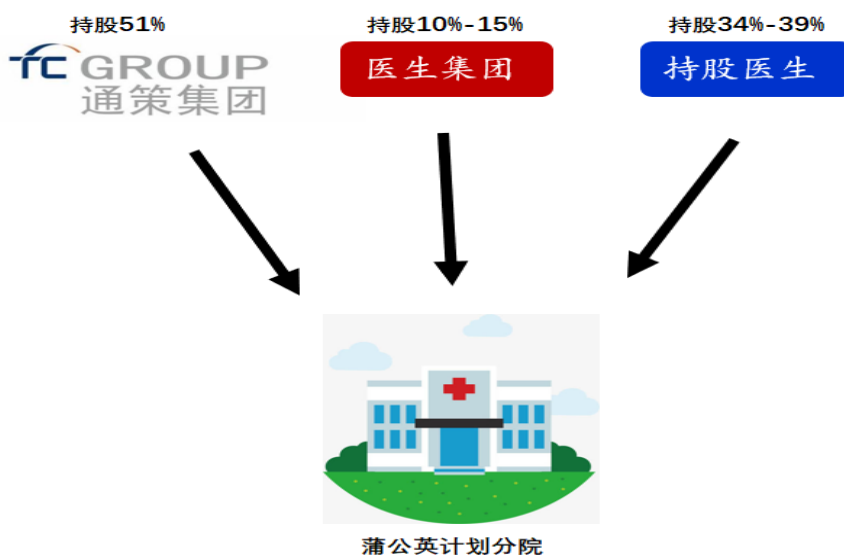 持股51%
持股10%-15%
持股34%-39%
TC GROUP
通策集团
医生集团
持股医生
蒲公英计划分院